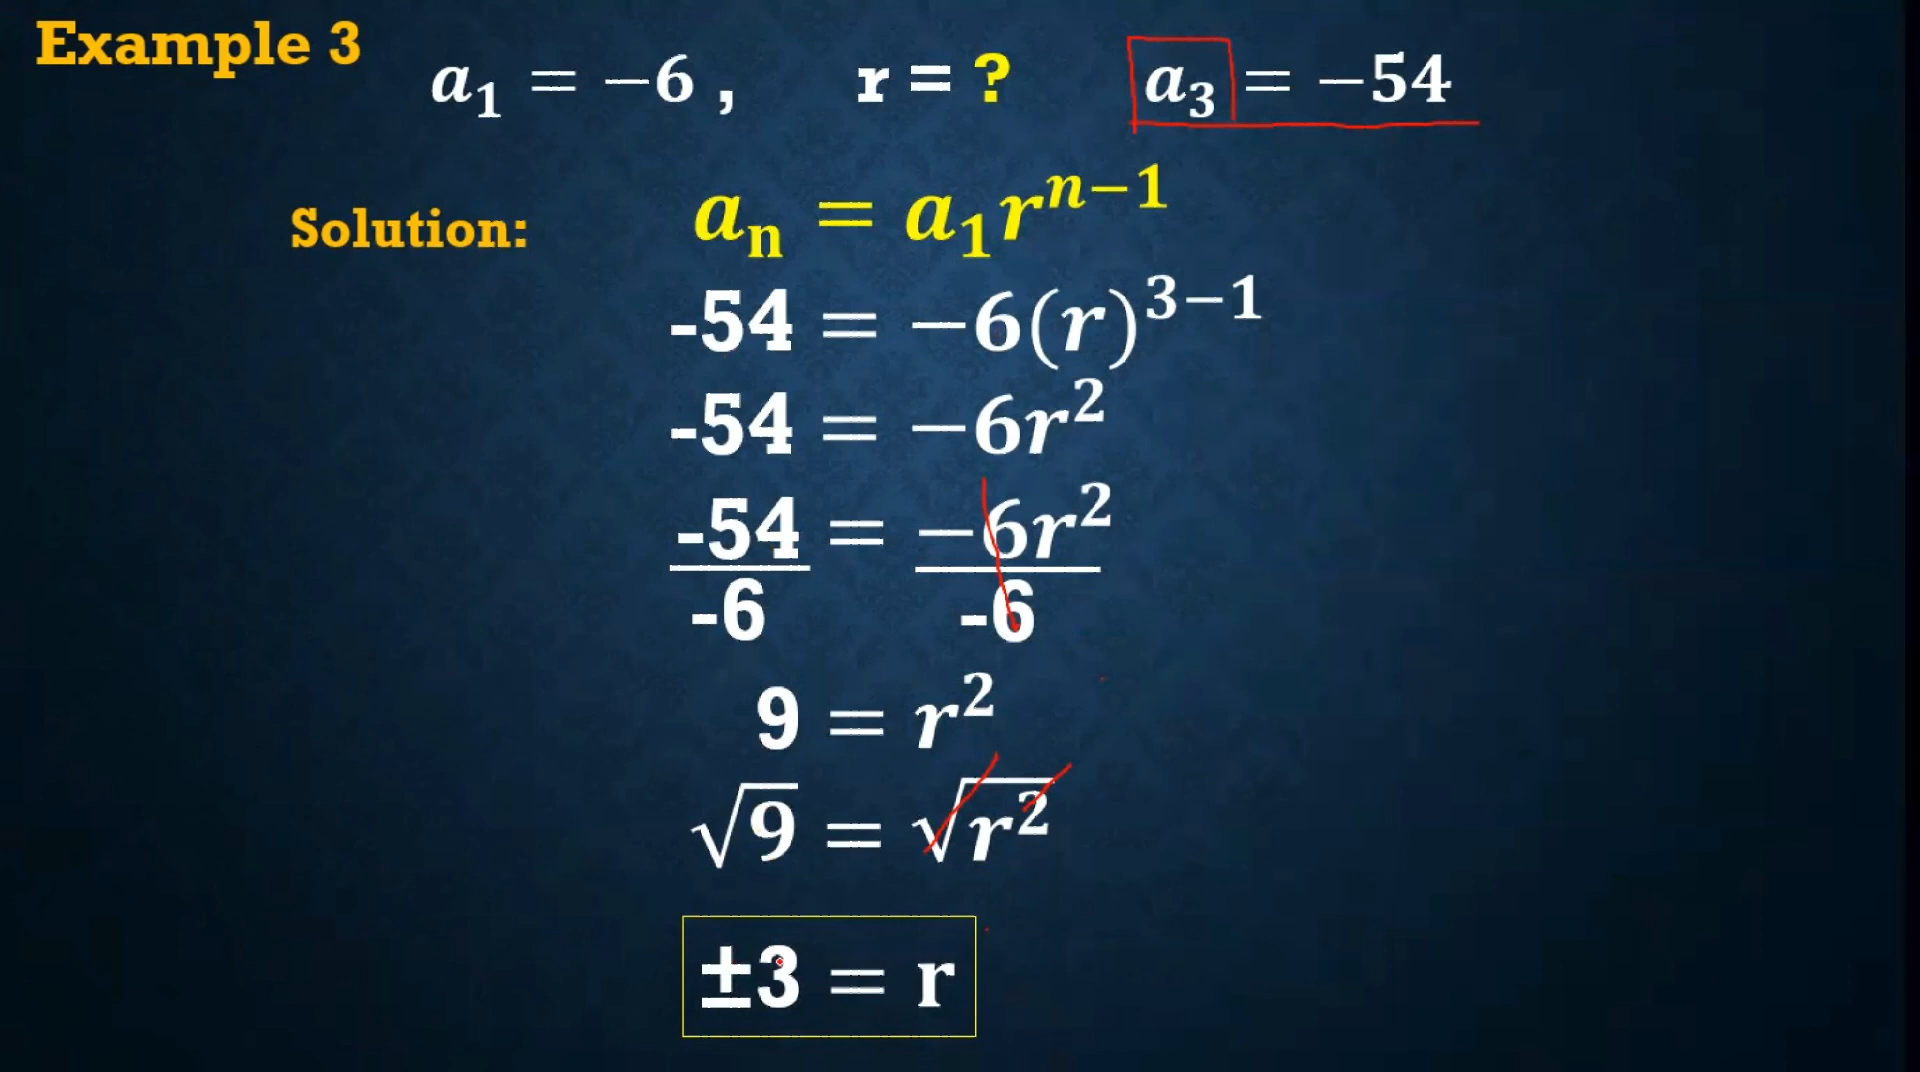 Example 3
a₁ = −6 , r = ? a₃ = −54
Solution: aₙ = a₁rⁿ⁻¹
-54 = −6(r)³⁻¹
-54 = −6r²
-54 = −6r²
-6 -6
9 = r²
√9 = √r²
±3 = r